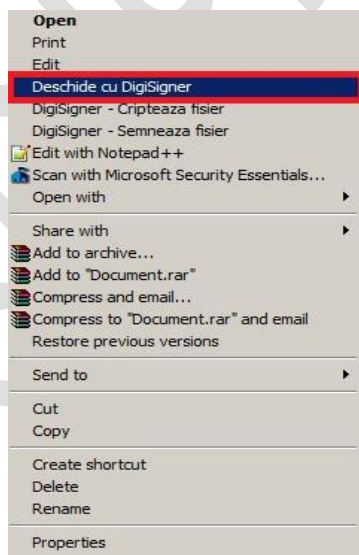 Open
Print
Edit
Deschide cu DigiSigner
DigiSigner - Cripteaza fisier
DigiSigner - Semneaza fisier
Edit with Notepad++
Scan with Microsoft Security Essentials...
Open with
Share with
Add to archive...
Add to "Document.rar"
Compress and email...
Compress to "Document.rar" and email
Restore previous versions
Send to
Cut
Copy
Create shortcut
Delete
Rename
Properties